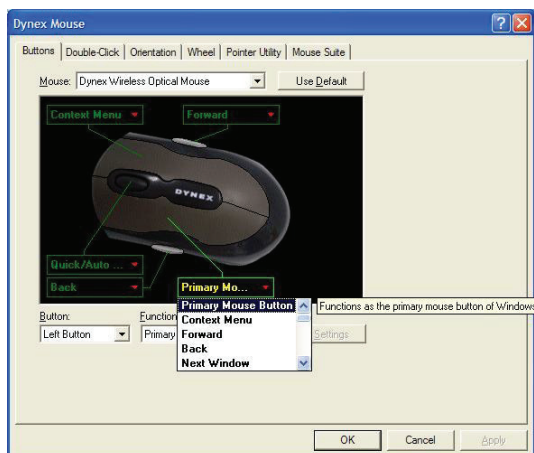 Dynex Mouse
Buttons Double-Click Orientation Wheel Pointer Utility Mouse Suite
Mouse: Dynex Wireless Optical Mouse Use Default
Context Menu Forward
DYNEX
Quick/Auto ...
Back Primary Mo...
Primary Mouse Button Functions as the primary mouse button of Windows
Button: Function
Context Menu
Left Button Primary Forward Settings
Back
Next Window
OK Cancel Apply